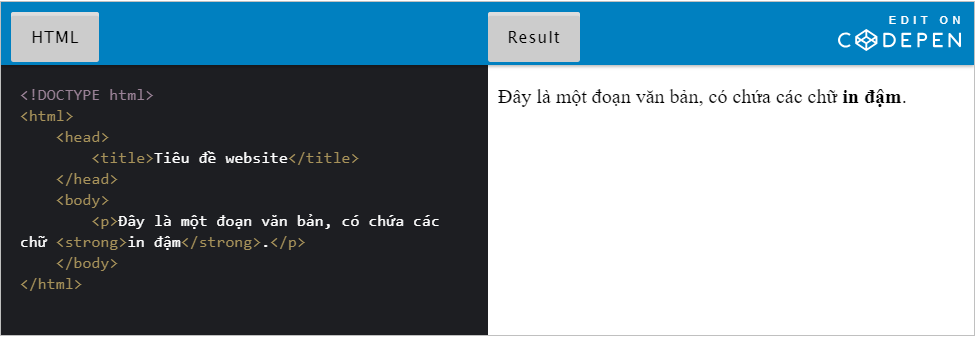 HTML
Result
EDIT ON
CODEPEN
<!DOCTYPE html>
<html>
<head>
<title>Tiêu đề website</title>
</head>
<body>
<p>Đây là một đoạn văn bản, có chứa các
chữ <strong>in đậm</strong>.</p>
</body>
</html>
Đây là một đoạn văn bản, có chứa các chữ in đậm.